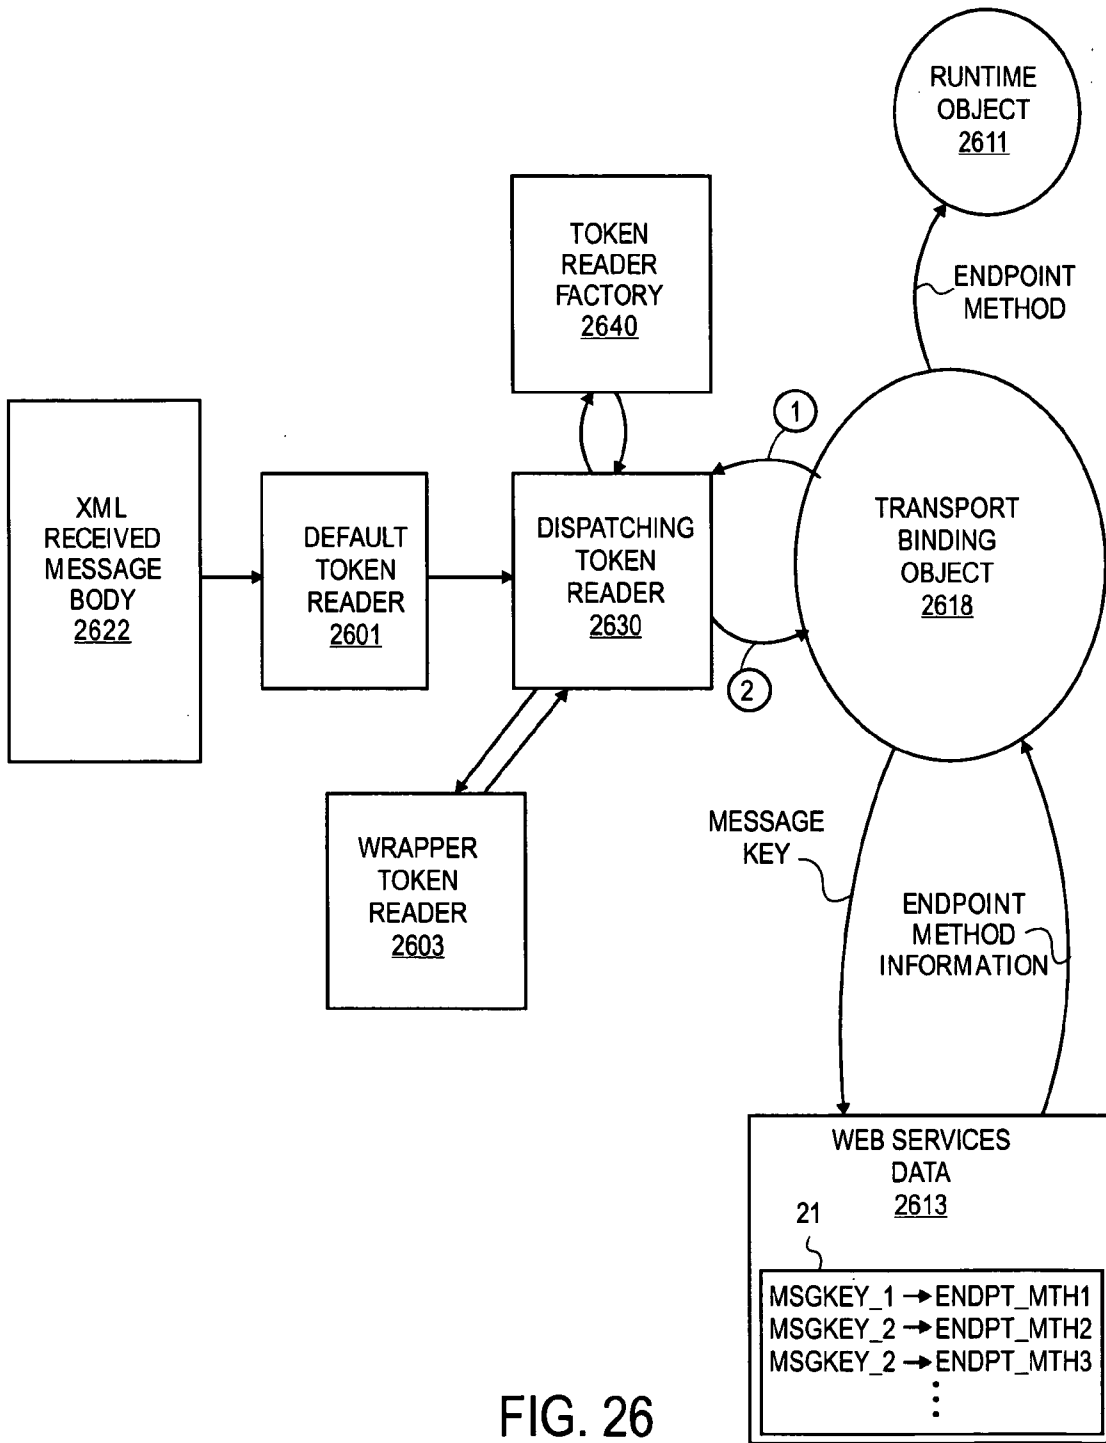 RUNTIME
OBJECT
2611
ENDPOINT
METHOD
TOKEN
READER
FACTORY
2640
1
XML
RECEIVED
MESSAGE
BODY
2622
DEFAULT
TOKEN
READER
2601
DISPATCHING
TOKEN
READER
2630
TRANSPORT
BINDING
OBJECT
2618
2
WRAPPER
TOKEN
READER
2603
MESSAGE
KEY
ENDPOINT
METHOD
INFORMATION
WEB SERVICES
DATA
2613
21
MSGKEY_1 → ENDPT_MTH1
MSGKEY_2 → ENDPT_MTH2
MSGKEY_2 → ENDPT_MTH3
⋮
FIG. 26